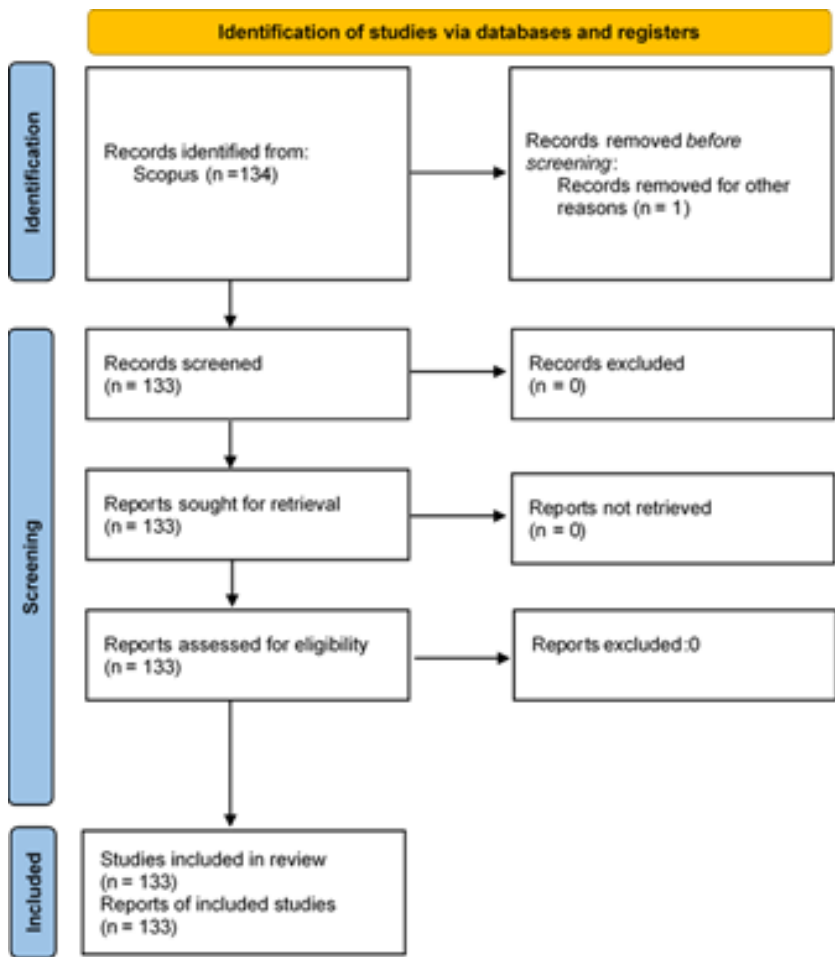 Identification of studies via databases and registers
Identification
Records identified from:
Scopus (n =134)
Records removed before
screening:
Records removed for other
reasons (n = 1)
Screening
Records screened
(n = 133)
Records excluded
(n = 0)
Reports sought for retrieval
(n = 133)
Reports not retrieved
(n = 0)
Reports assessed for eligibility
(n = 133)
Reports excluded:0
Included
Studies included in review
(n = 133)
Reports of included studies
(n = 133)